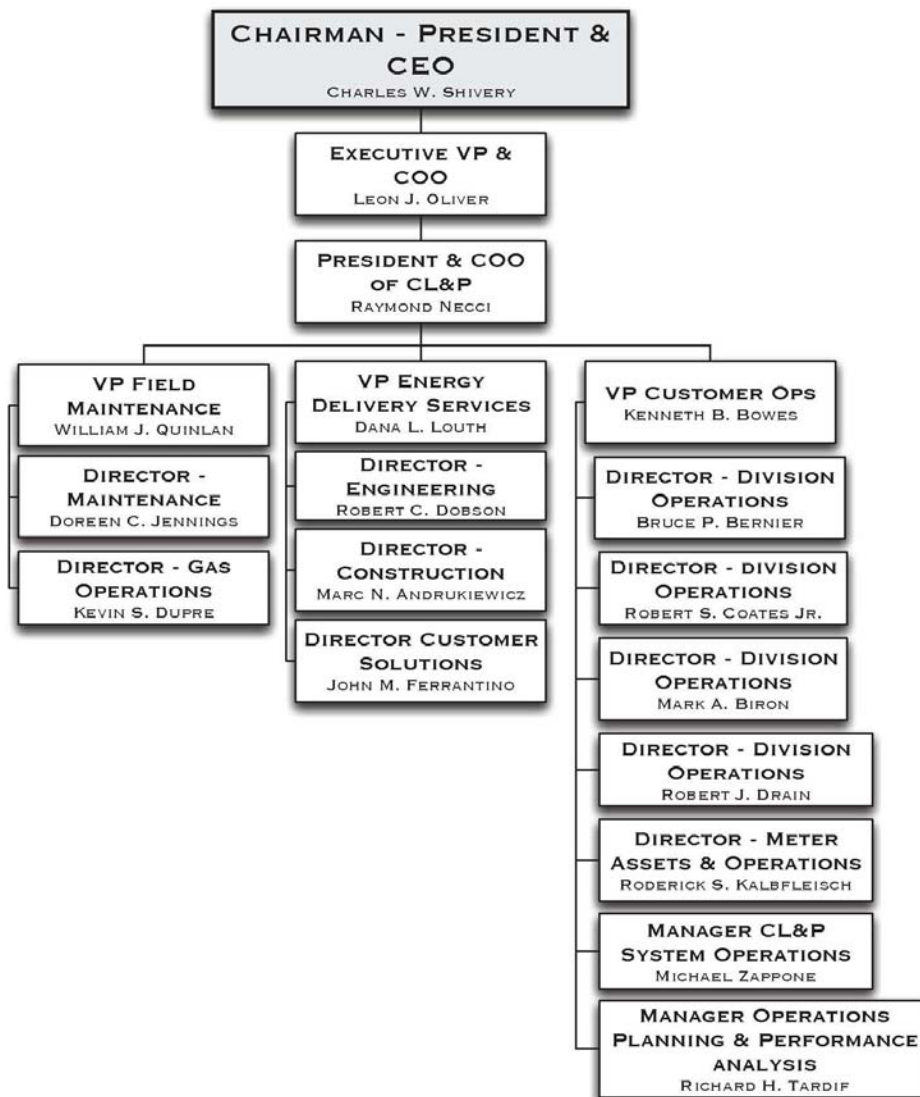 Chairman - President &
CEO
Charles W. Shivery
Executive VP &
COO
Leon J. Oliver
President & COO
of CL&P
Raymond Necci
VP Field
Maintenance
William J. Quinlan
Director -
Maintenance
Doreen C. Jennings
Director - Gas
Operations
Kevin S. Dupre
VP Energy
Delivery Services
Dana L. Louth
Director -
Engineering
Robert C. Dobson
Director -
Construction
Marc N. Andrukiewicz
Director Customer
Solutions
John M. Ferrantino
VP Customer Ops
Kenneth B. Bowes
Director - Division
Operations
Bruce P. Bernier
Director - division
Operations
Robert S. Coates Jr.
Director - Division
Operations
Mark A. Biron
Director - Division
Operations
Robert J. Drain
Director - Meter
Assets & Operations
Roderick S. Kalbfleisch
Manager CL&P
System Operations
Michael Zappone
Manager Operations
Planning & Performance
analysis
Richard H. Tardif